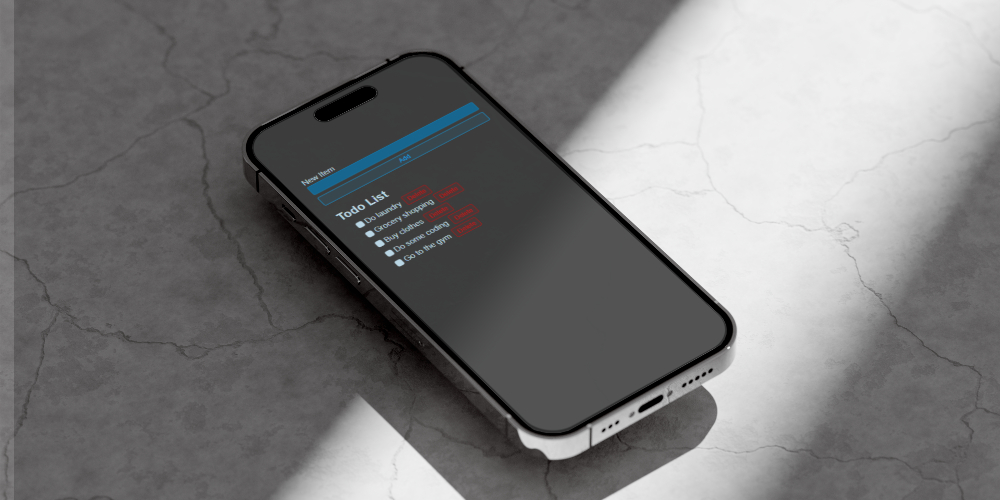 New Item
Add
Todo List
Do laundry Delete
Grocery shopping Delete
Buy clothes Delete
Do some coding Delete
Go to the gym Delete